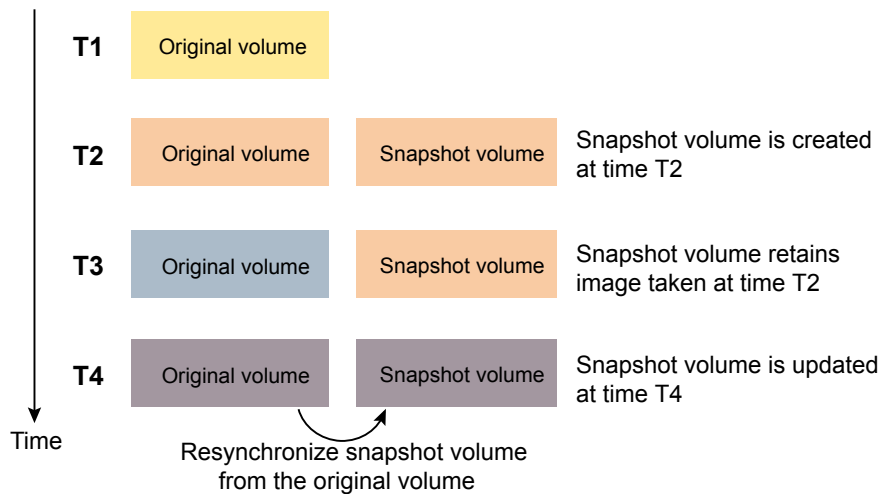 T1
Original volume
T2
Original volume
Snapshot volume
Snapshot volume is created
at time T2
T3
Original volume
Snapshot volume
Snapshot volume retains
image taken at time T2
T4
Original volume
Snapshot volume
Snapshot volume is updated
at time T4
Time
Resynchronize snapshot volume
from the original volume